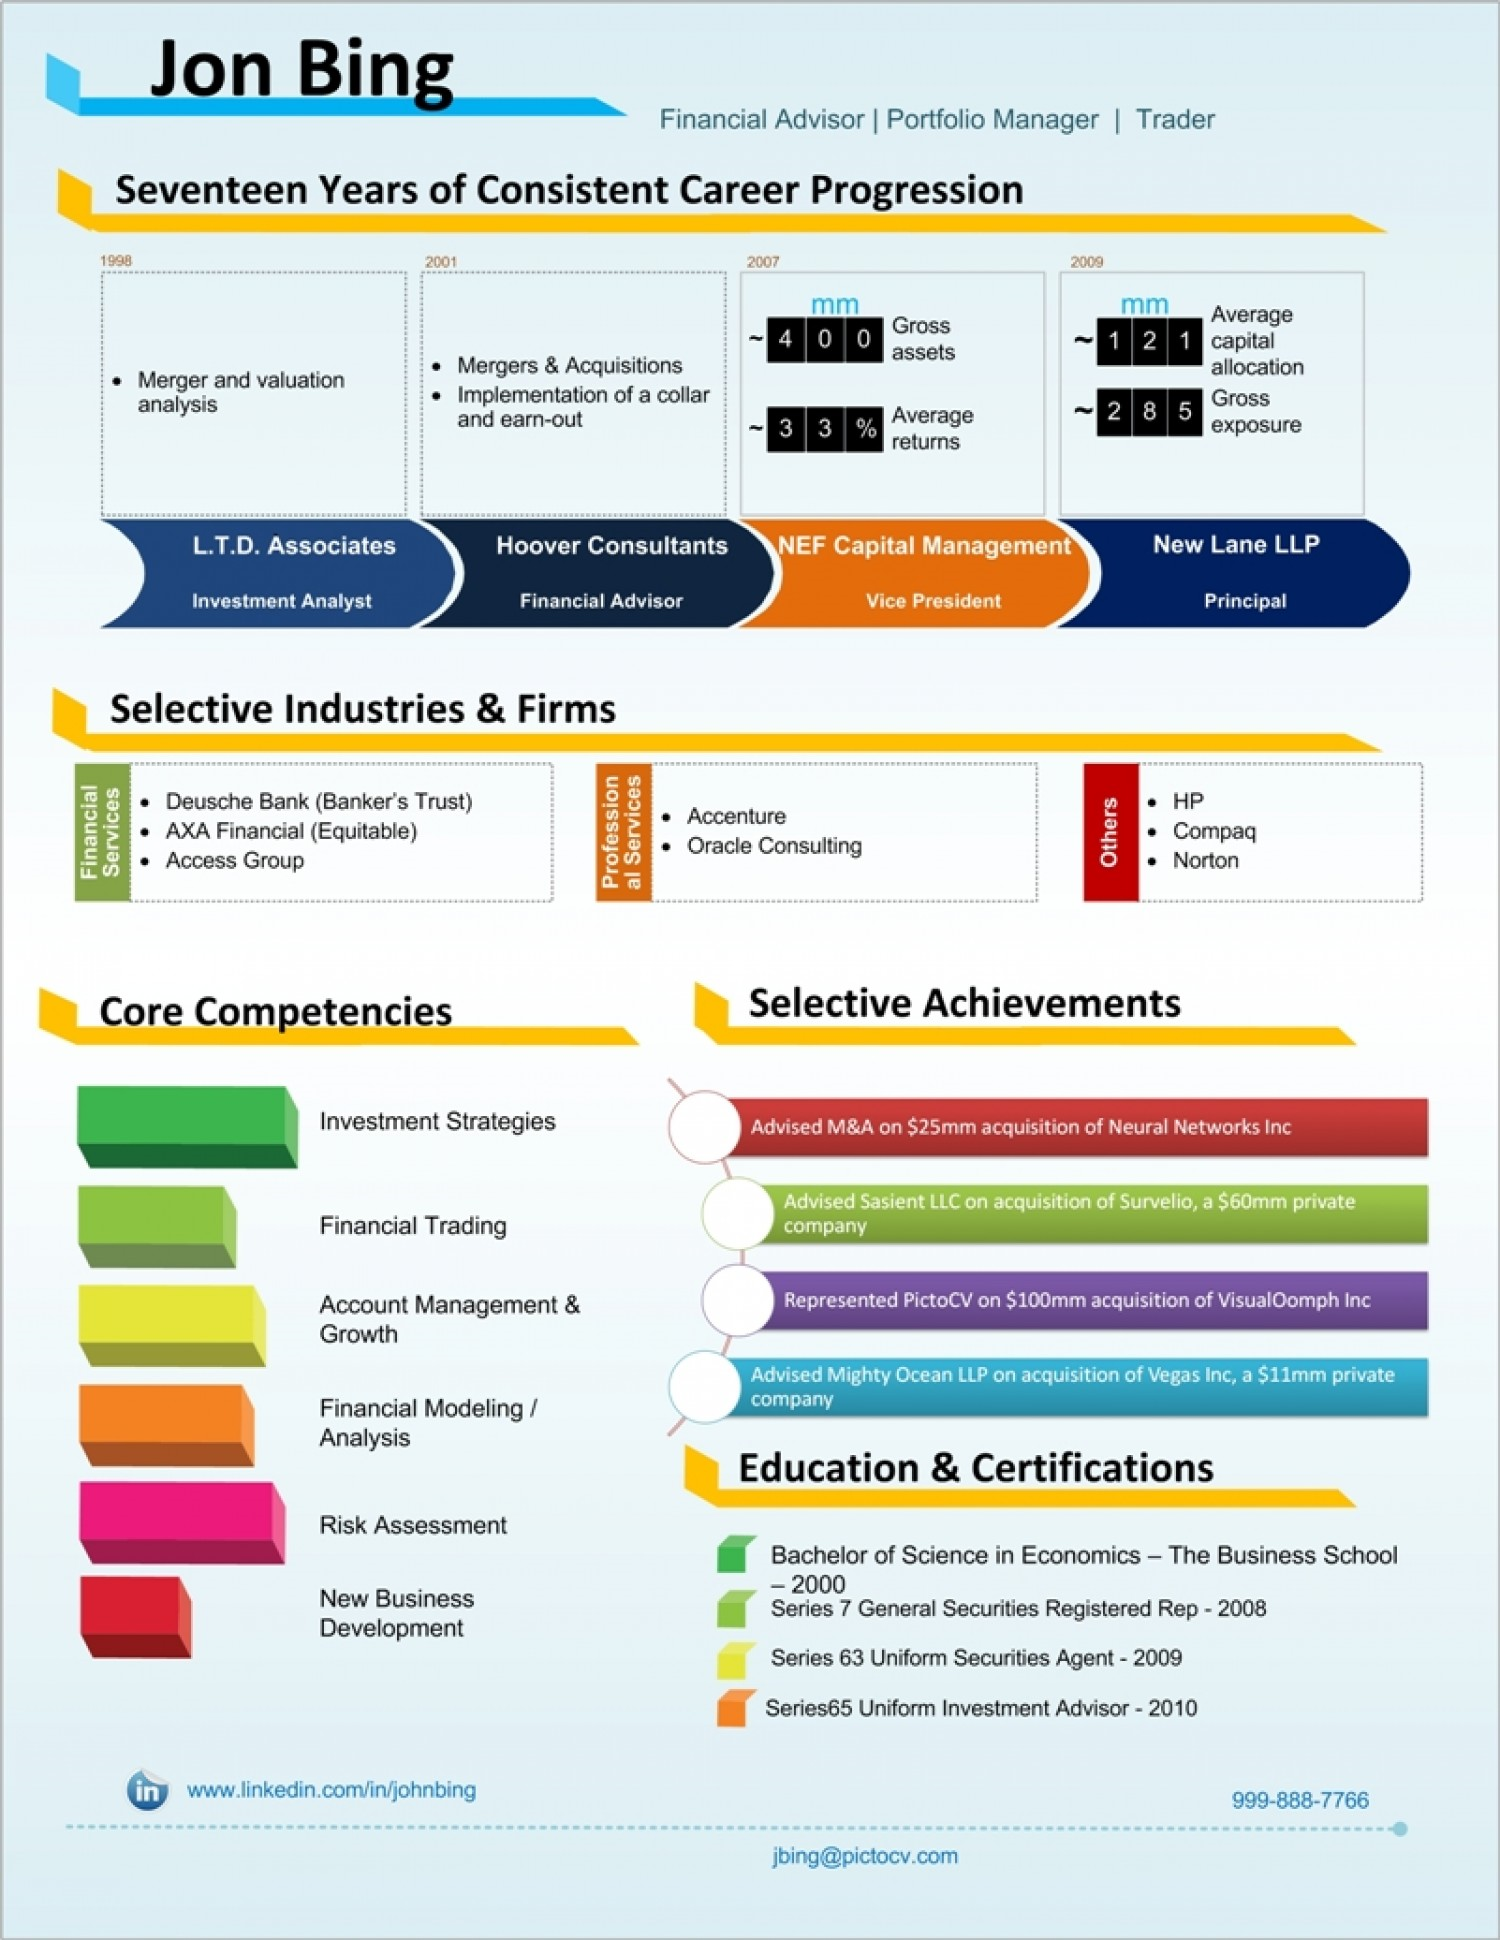 Jon Bing
Financial Advisor | Portfolio Manager | Trader
Seventeen Years of Consistent Career Progression
1998
• Merger and valuation
analysis
L.T.D. Associates
Investment Analyst
2001
• Mergers & Acquisitions
• Implementation of a collar
and earn-out
Hoover Consultants
Financial Advisor
2007
mm
~ 4 0 0 Gross
assets
~ 3 3 % Average
returns
NEF Capital Management
Vice President
2009
mm
~ 1 2 1 Average
capital
allocation
~ 2 8 5 Gross
exposure
New Lane LLP
Principal
Selective Industries & Firms
Financial
Services
• Deusche Bank (Banker's Trust)
• AXA Financial (Equitable)
• Access Group
Profession
al Services
• Accenture
• Oracle Consulting
Others
• HP
• Compaq
• Norton
Core Competencies
Investment Strategies
Financial Trading
Account Management &
Growth
Financial Modeling /
Analysis
Risk Assessment
New Business
Development
Selective Achievements
Advised M&A on $25mm acquisition of Neural Networks Inc
Advised Sasient LLC on acquisition of Survelio, a $60mm private
company
Represented PictoCV on $100mm acquisition of VisualOomph Inc
Advised Mighty Ocean LLP on acquisition of Vegas Inc, a $11mm private
company
Education & Certifications
Bachelor of Science in Economics – The Business School
– 2000
Series 7 General Securities Registered Rep - 2008
Series 63 Uniform Securities Agent - 2009
Series65 Uniform Investment Advisor - 2010
in www.linkedin.com/in/johnbing
999-888-7766
jbing@pictocv.com